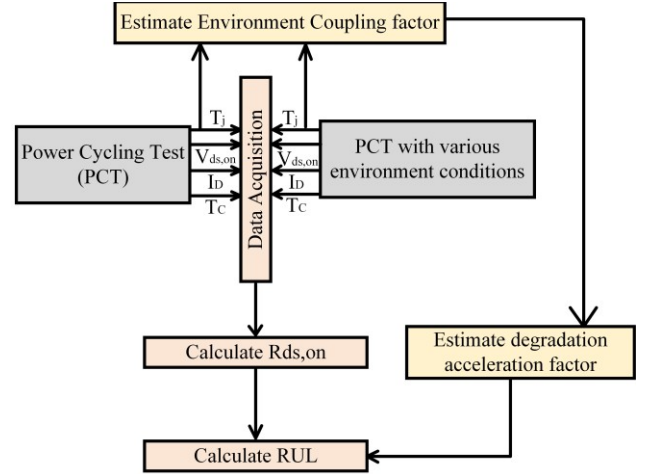 Estimate Environment Coupling factor
Power Cycling Test
(PCT)
Tj
Vds,on
ID
TC
Data Acquisition
Tj
Vds,on
ID
TC
PCT with various
environment conditions
Calculate Rds,on
Estimate degradation
acceleration factor
Calculate RUL